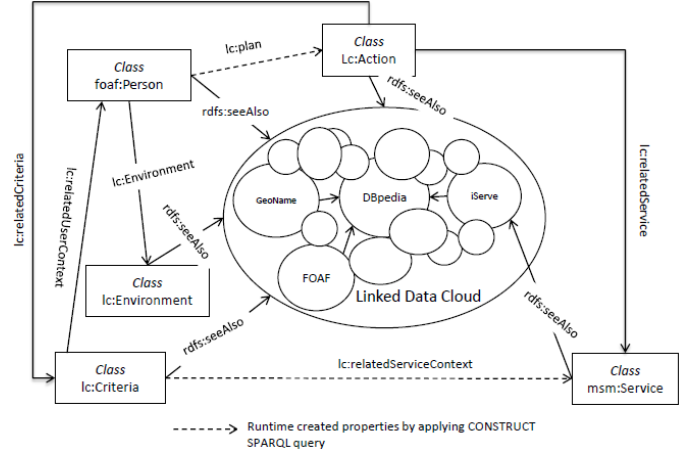 Class
Lc:Action
lc:plan
Class
foaf:Person
rdfs:seeAlso
rdfs:seeAlso
lc:relatedCriteria
lc:relatedUserContext
lc:Environment
lc:relatedService
GeoName
DBpedia
iServe
rdfs:seeAlso
FOAF
Linked Data Cloud
Class
lc:Environment
rdfs:seeAlso
rdfs:seeAlso
Class
lc:Criteria
lc:relatedServiceContext
Class
msm:Service
Runtime created properties by applying CONSTRUCT
SPARQL query